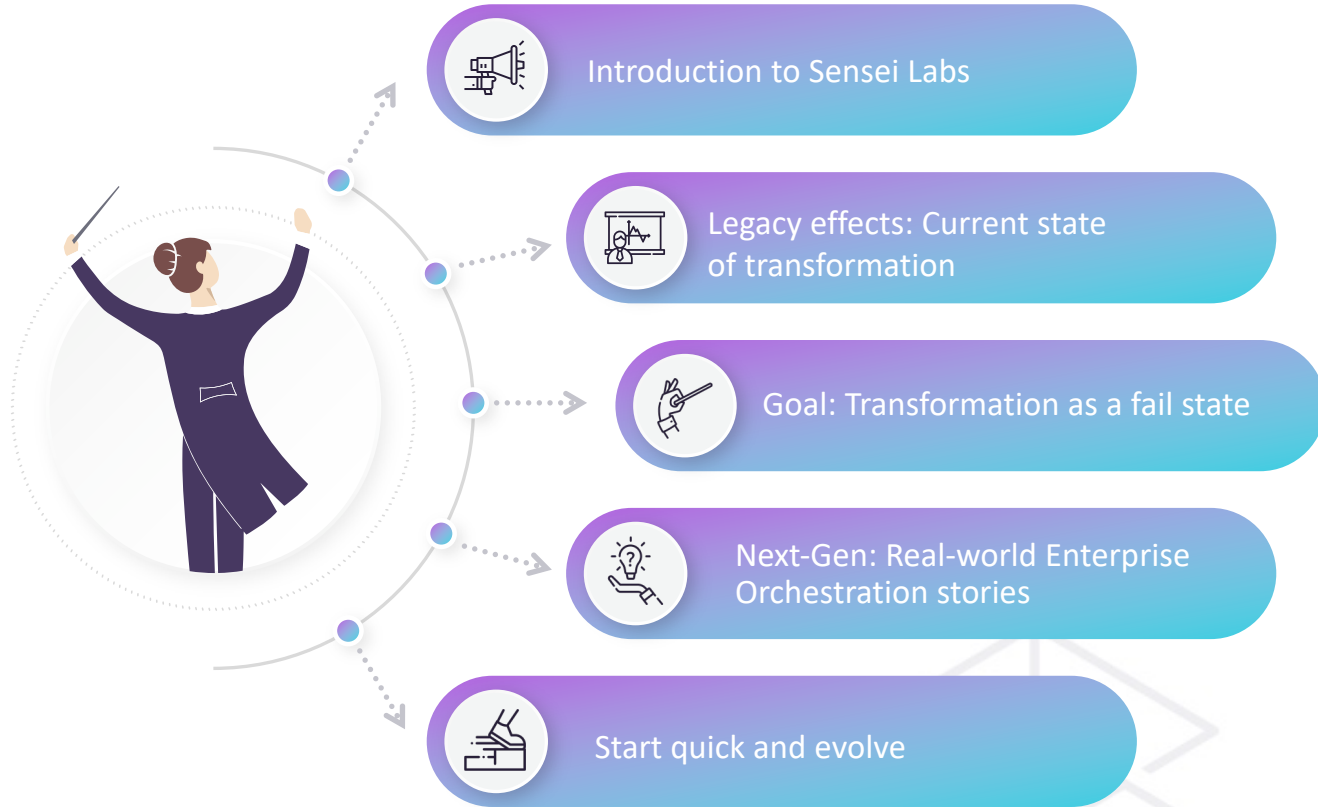 Introduction to Sensei Labs
Legacy effects: Current state
of transformation
Goal: Transformation as a fail state
Next-Gen: Real-world Enterprise
Orchestration stories
Start quick and evolve